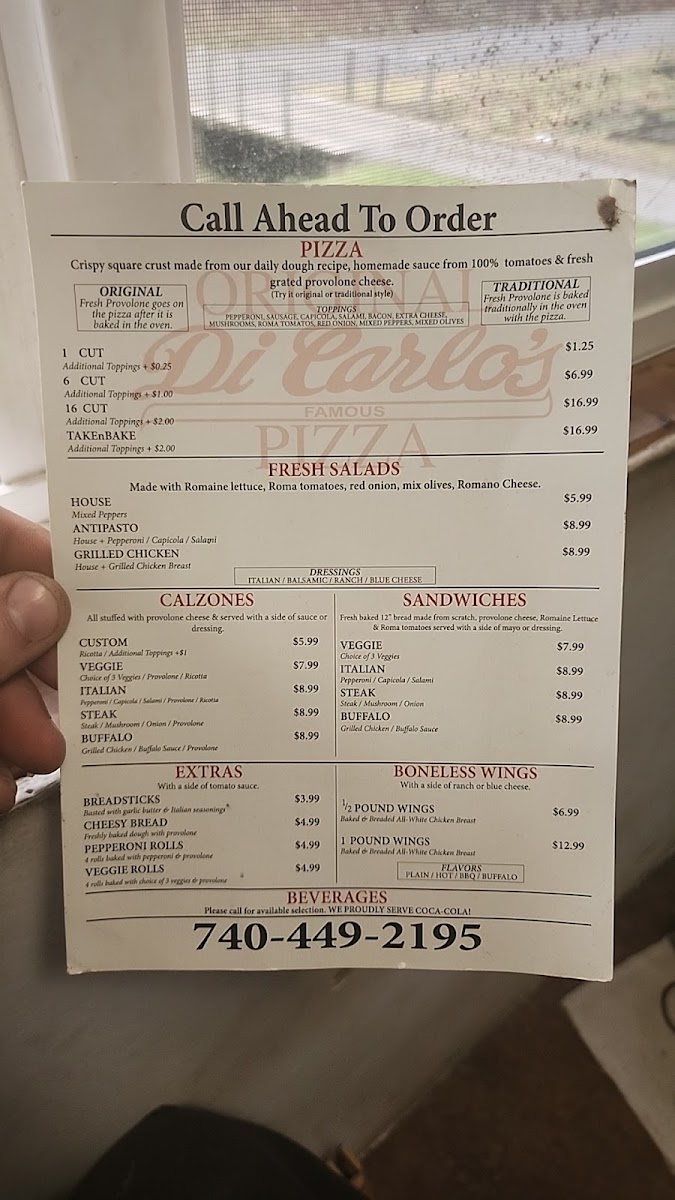 Call Ahead To Order
PIZZA
Crispy square crust made from our daily dough recipe, homemade sauce from 100% tomatoes & fresh
grated provolone cheese.
(Try it original or traditional style)
ORIGINAL
Fresh Provolone goes on
the pizza after it is
baked in the oven.
TOPPINGS
PEPPERONI, SAUSAGE, CAPICOLA, SALAMI, BACON, EXTRA CHEESE,
MUSHROOMS, ROMA TOMATOS, RED ONION, MIXED PEPPERS, MIXED OLIVES
TRADITIONAL
Fresh Provolone is baked
traditionally in the oven
with the pizza.
ORIGINAL
Di Carlo's
FAMOUS
PIZZA
1 CUT $1.25
Additional Toppings + $0.25
6 CUT $6.99
Additional Toppings + $1.00
16 CUT $16.99
Additional Toppings + $2.00
TAKEnBAKE $16.99
Additional Toppings + $2.00
FRESH SALADS
Made with Romaine lettuce, Roma tomatoes, red onion, mix olives, Romano Cheese.
HOUSE $5.99
Mixed Peppers
ANTIPASTO $8.99
House + Pepperoni / Capicola / Salami
GRILLED CHICKEN $8.99
House + Grilled Chicken Breast
DRESSINGS
ITALIAN / BALSAMIC / RANCH / BLUE CHEESE
CALZONES
All stuffed with provolone cheese & served with a side of sauce or
dressing.
CUSTOM $5.99
Ricotta / Additional Toppings +$1
VEGGIE $7.99
Choice of 3 Veggies / Provolone / Ricotta
ITALIAN $8.99
Pepperoni / Capicola / Salami / Provolone / Ricotta
STEAK $8.99
Steak / Mushroom / Onion / Provolone
BUFFALO $8.99
Grilled Chicken / Buffalo Sauce / Provolone
SANDWICHES
Fresh baked 12" bread made from scratch, provolone cheese, Romaine Lettuce
& Roma tomatoes served with a side of mayo or dressing.
VEGGIE $7.99
Choice of 3 Veggies
ITALIAN $8.99
Pepperoni / Capicola / Salami
STEAK $8.99
Steak / Mushroom / Onion
BUFFALO $8.99
Grilled Chicken / Buffalo Sauce
EXTRAS
With a side of tomato sauce.
BREADSTICKS $3.99
Basted with garlic butter & Italian seasonings
CHEESY BREAD $4.99
Freshly baked dough with provolone
PEPPERONI ROLLS $4.99
4 rolls baked with pepperoni & provolone
VEGGIE ROLLS $4.99
4 rolls baked with choice of 3 veggies & provolone
BONELESS WINGS
With a side of ranch or blue cheese.
1/2 POUND WINGS $6.99
Baked & Breaded All-White Chicken Breast
1 POUND WINGS $12.99
Baked & Breaded All-White Chicken Breast
FLAVORS
PLAIN / HOT / BBQ / BUFFALO
BEVERAGES
Please call for available selection. WE PROUDLY SERVE COCA-COLA!
740-449-2195